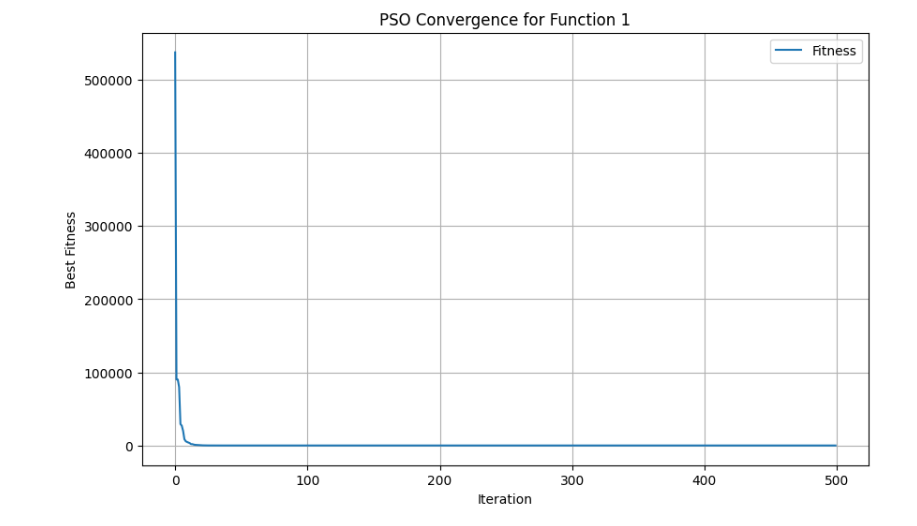 PSO Convergence for Function 1
Fitness
500000
400000
300000
200000
100000
0
Best Fitness
0 100 200 300 400 500
Iteration